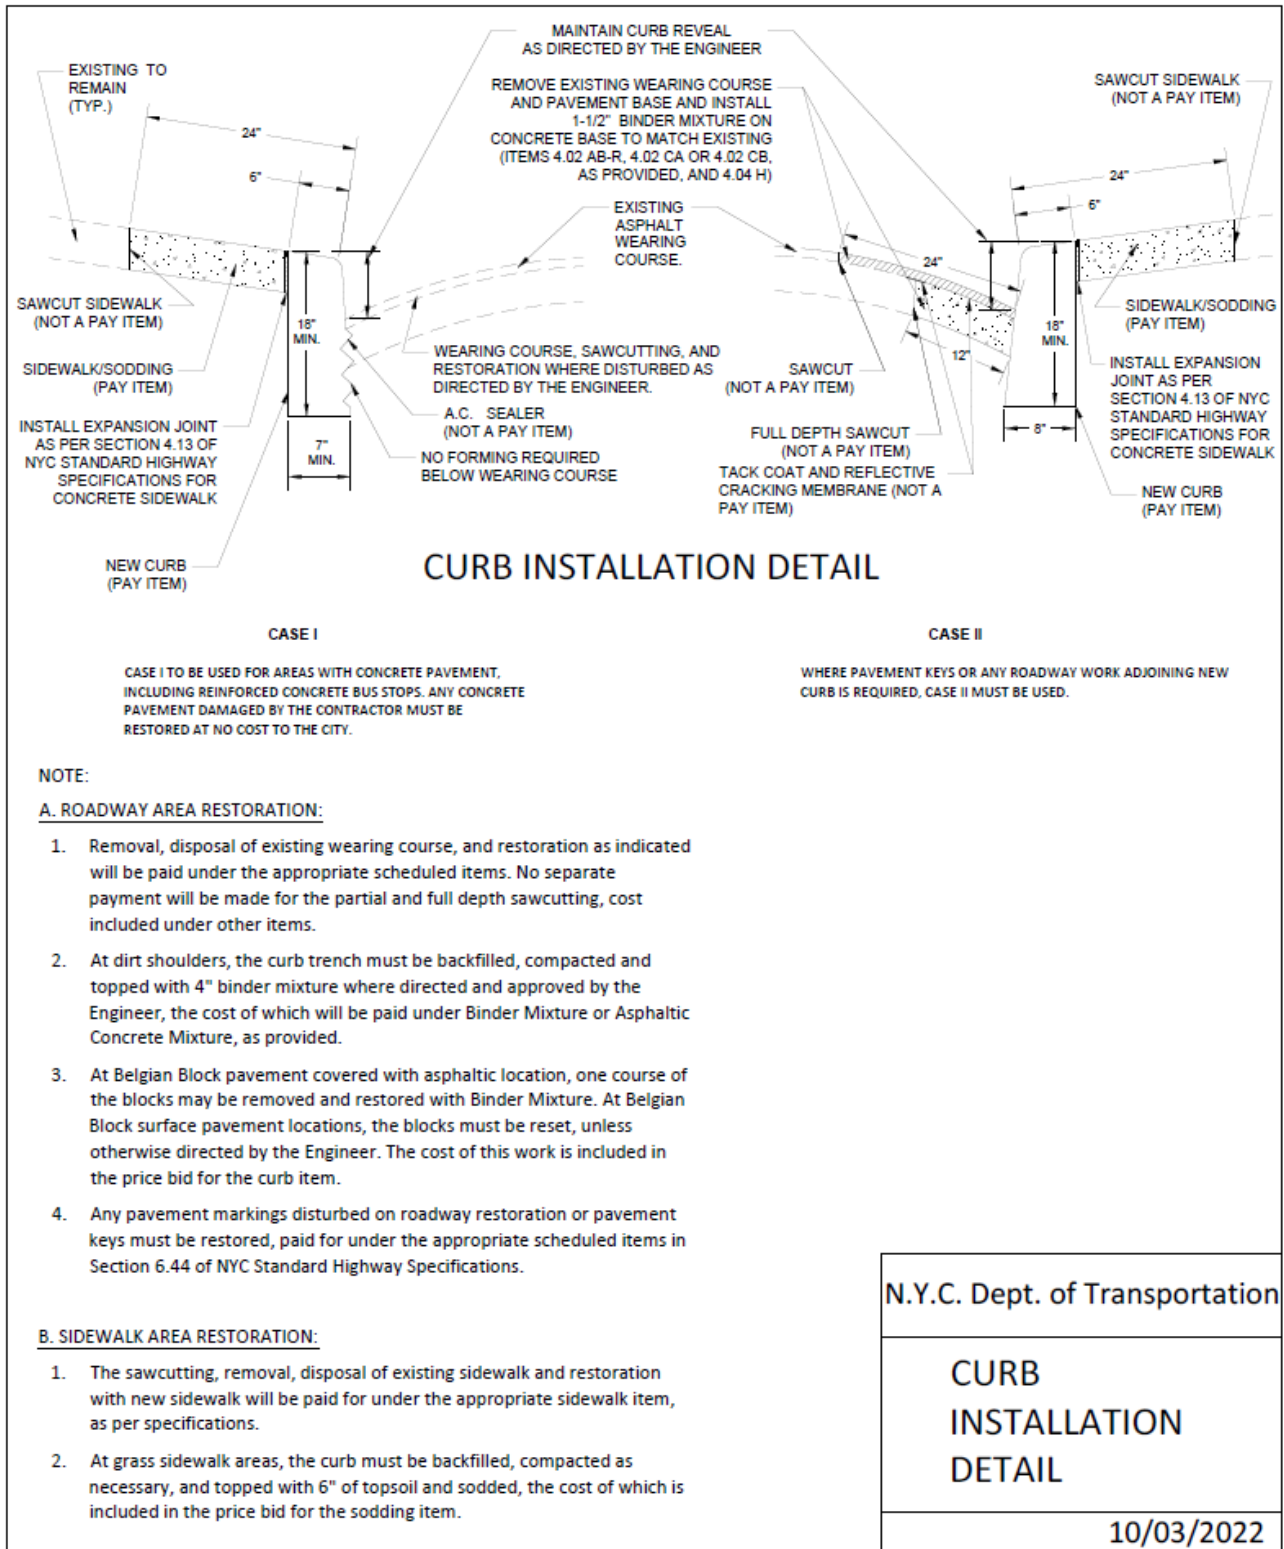 MAINTAIN CURB REVEAL
AS DIRECTED BY THE ENGINEER
EXISTING TO
REMAIN
(TYP.)
24"
6"
REMOVE EXISTING WEARING COURSE
AND PAVEMENT BASE AND INSTALL
1-1/2" BINDER MIXTURE ON
CONCRETE BASE TO MATCH EXISTING
(ITEMS 4.02 AB-R, 4.02 CA OR 4.02 CB,
AS PROVIDED, AND 4.04 H)
SAWCUT SIDEWALK
(NOT A PAY ITEM)
24"
6"
EXISTING
ASPHALT
WEARING
COURSE.
24"
SAWCUT SIDEWALK
(NOT A PAY ITEM)
18"
MIN.
SIDEWALK/SODDING
(PAY ITEM)
WEARING COURSE, SAWCUTTING, AND
RESTORATION WHERE DISTURBED AS
DIRECTED BY THE ENGINEER.
A.C. SEALER
(NOT A PAY ITEM)
INSTALL EXPANSION JOINT
AS PER SECTION 4.13 OF
NYC STANDARD HIGHWAY
SPECIFICATIONS FOR
CONCRETE SIDEWALK
7"
MIN.
NO FORMING REQUIRED
BELOW WEARING COURSE
NEW CURB
(PAY ITEM)
12"
SAWCUT
(NOT A PAY ITEM)
18"
MIN.
SIDEWALK/SODDING
(PAY ITEM)
INSTALL EXPANSION
JOINT AS PER
SECTION 4.13 OF NYC
STANDARD HIGHWAY
SPECIFICATIONS FOR
CONCRETE SIDEWALK
8"
FULL DEPTH SAWCUT
(NOT A PAY ITEM)
TACK COAT AND REFLECTIVE
CRACKING MEMBRANE (NOT A
PAY ITEM)
NEW CURB
(PAY ITEM)
CURB INSTALLATION DETAIL
CASE I
CASE I TO BE USED FOR AREAS WITH CONCRETE PAVEMENT,
INCLUDING REINFORCED CONCRETE BUS STOPS. ANY CONCRETE
PAVEMENT DAMAGED BY THE CONTRACTOR MUST BE
RESTORED AT NO COST TO THE CITY.
CASE II
WHERE PAVEMENT KEYS OR ANY ROADWAY WORK ADJOINING NEW
CURB IS REQUIRED, CASE II MUST BE USED.
NOTE:
A. ROADWAY AREA RESTORATION:
1. Removal, disposal of existing wearing course, and restoration as indicated
will be paid under the appropriate scheduled items. No separate
payment will be made for the partial and full depth sawcutting, cost
included under other items.
2. At dirt shoulders, the curb trench must be backfilled, compacted and
topped with 4" binder mixture where directed and approved by the
Engineer, the cost of which will be paid under Binder Mixture or Asphaltic
Concrete Mixture, as provided.
3. At Belgian Block pavement covered with asphaltic location, one course of
the blocks may be removed and restored with Binder Mixture. At Belgian
Block surface pavement locations, the blocks must be reset, unless
otherwise directed by the Engineer. The cost of this work is included in
the price bid for the curb item.
4. Any pavement markings disturbed on roadway restoration or pavement
keys must be restored, paid for under the appropriate scheduled items in
Section 6.44 of NYC Standard Highway Specifications.
B. SIDEWALK AREA RESTORATION:
1. The sawcutting, removal, disposal of existing sidewalk and restoration
with new sidewalk will be paid for under the appropriate sidewalk item,
as per specifications.
2. At grass sidewalk areas, the curb must be backfilled, compacted as
necessary, and topped with 6" of topsoil and sodded, the cost of which is
included in the price bid for the sodding item.
N.Y.C. Dept. of Transportation
CURB
INSTALLATION
DETAIL
10/03/2022